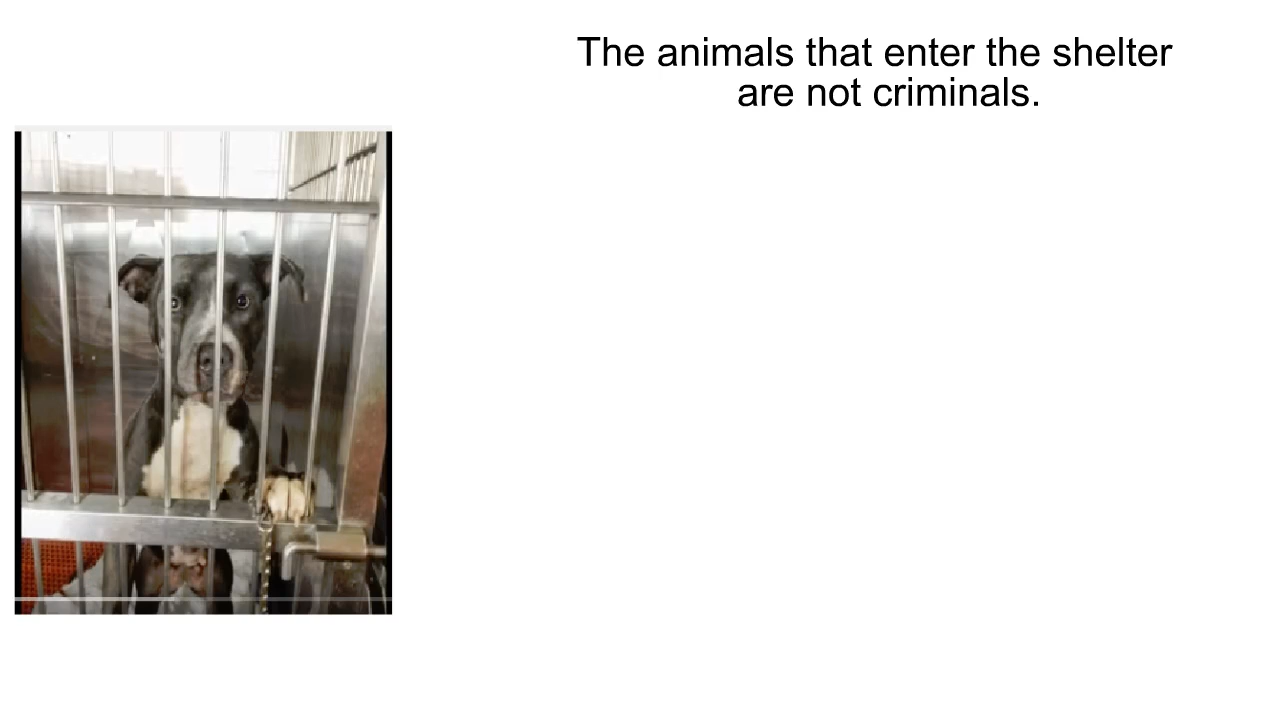 The animals that enter the shelter
are not criminals.